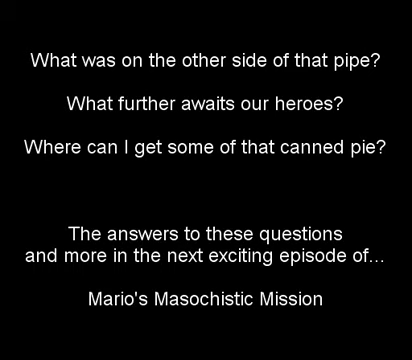 What was on the other side of that pipe?
What further awaits our heroes?
Where can I get some of that canned pie?
The answers to these questions
and more in the next exciting episode of...
Mario's Masochistic Mission